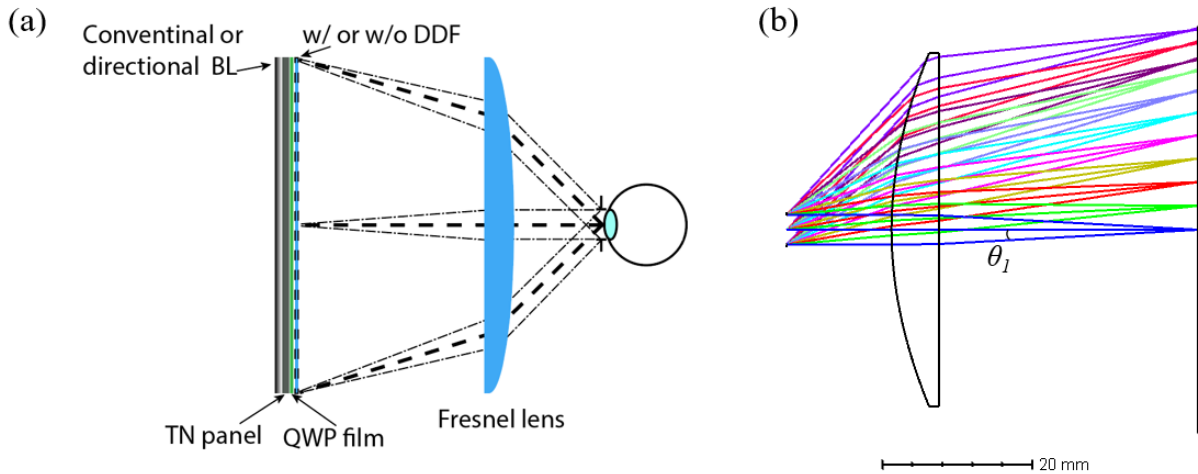 (a)
Conventinal or
directional BL
w/ or w/o DDF
TN panel
QWP film
Fresnel lens
(b)
θ1
20 mm